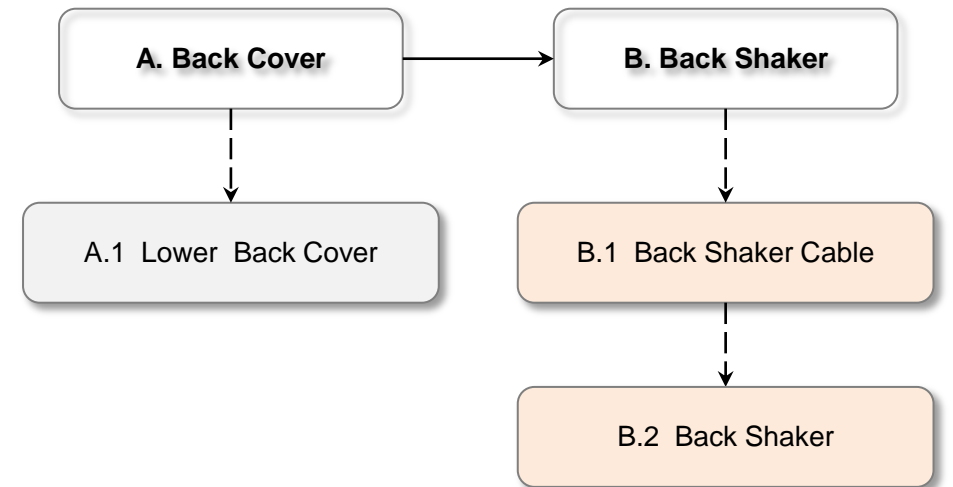 A. Back Cover
B. Back Shaker
A.1 Lower Back Cover
B.1 Back Shaker Cable
B.2 Back Shaker